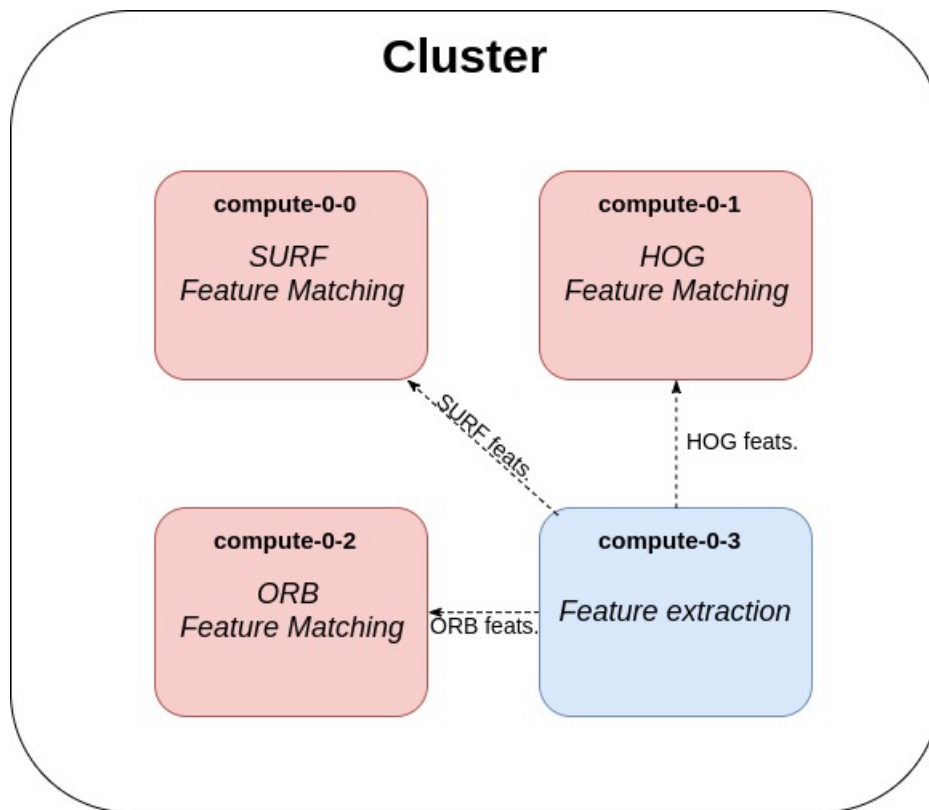 Cluster
compute-0-0
SURF
Feature Matching
compute-0-1
HOG
Feature Matching
SURF feats.
HOG feats.
compute-0-2
ORB
Feature Matching
ORB feats.
compute-0-3
Feature extraction